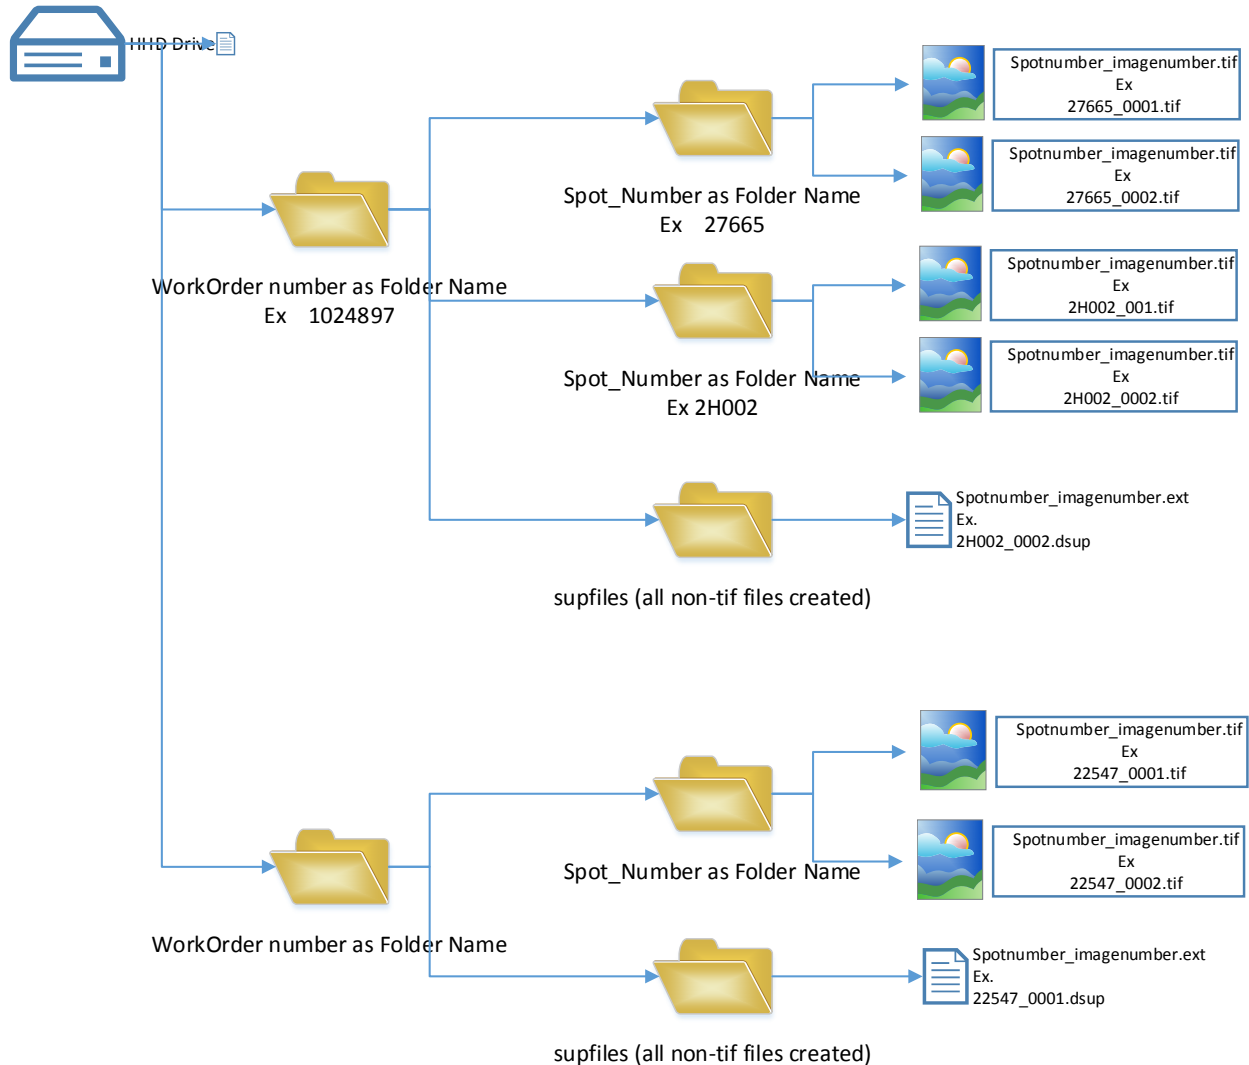 HHD Drive
Spotnumber_imagenumber.tif
Ex
27665_0001.tif
Spotnumber_imagenumber.tif
Ex
27665_0002.tif
Spot_Number as Folder Name
Ex 27665
Spotnumber_imagenumber.tif
Ex
2H002_001.tif
WorkOrder number as Folder Name
Ex 1024897
Spotnumber_imagenumber.tif
Ex
2H002_0002.tif
Spot_Number as Folder Name
Ex 2H002
Spotnumber_imagenumber.ext
Ex.
2H002_0002.dsup
supfiles (all non-tif files created)
Spotnumber_imagenumber.tif
Ex
22547_0001.tif
Spotnumber_imagenumber.tif
Ex
22547_0002.tif
Spot_Number as Folder Name
WorkOrder number as Folder Name
Spotnumber_imagenumber.ext
Ex.
22547_0001.dsup
supfiles (all non-tif files created)